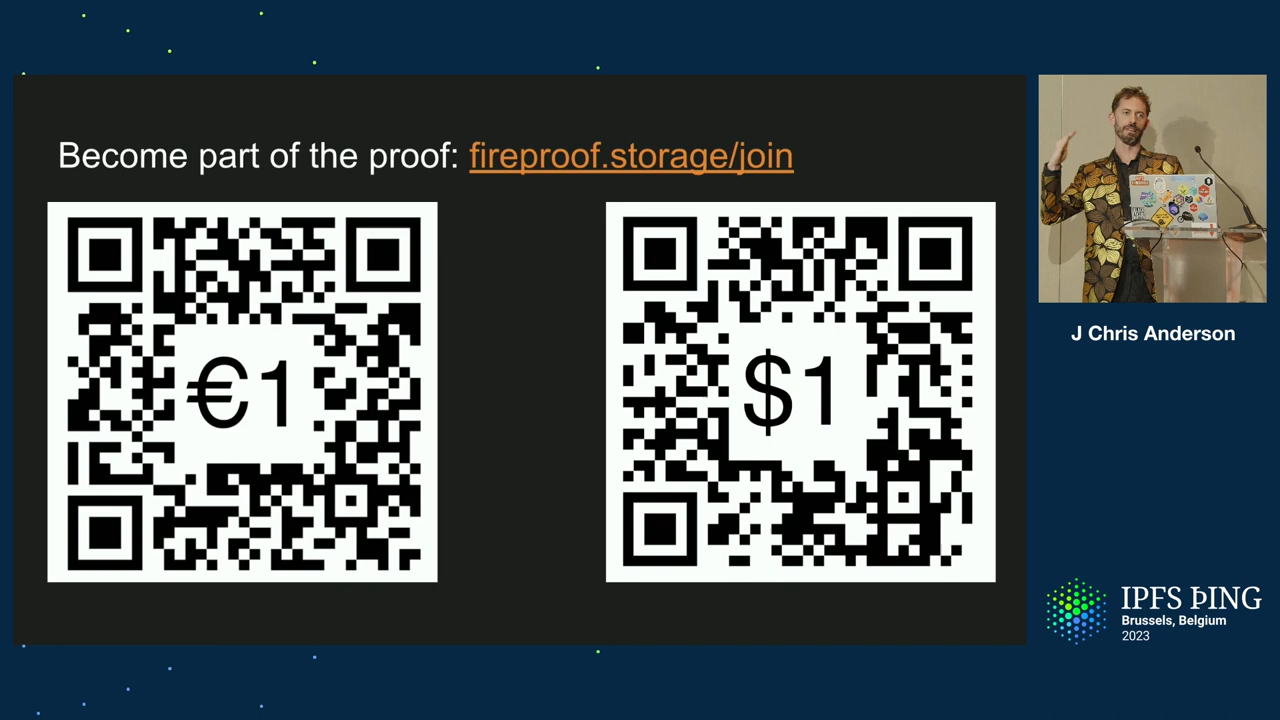 Become part of the proof: fireproof.storage/join
€1
$1
J Chris Anderson
IPFS ÞING
Brussels, Belgium
2023